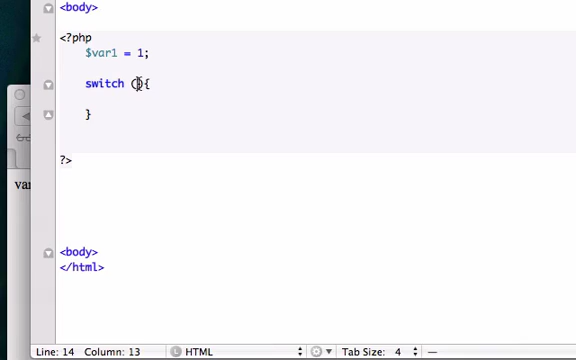 <body>
<?php
$var1 = 1;
switch (){
}
?>
var
<body>
</html>
Line: 14 Column: 13 L HTML Tab Size: 4 —